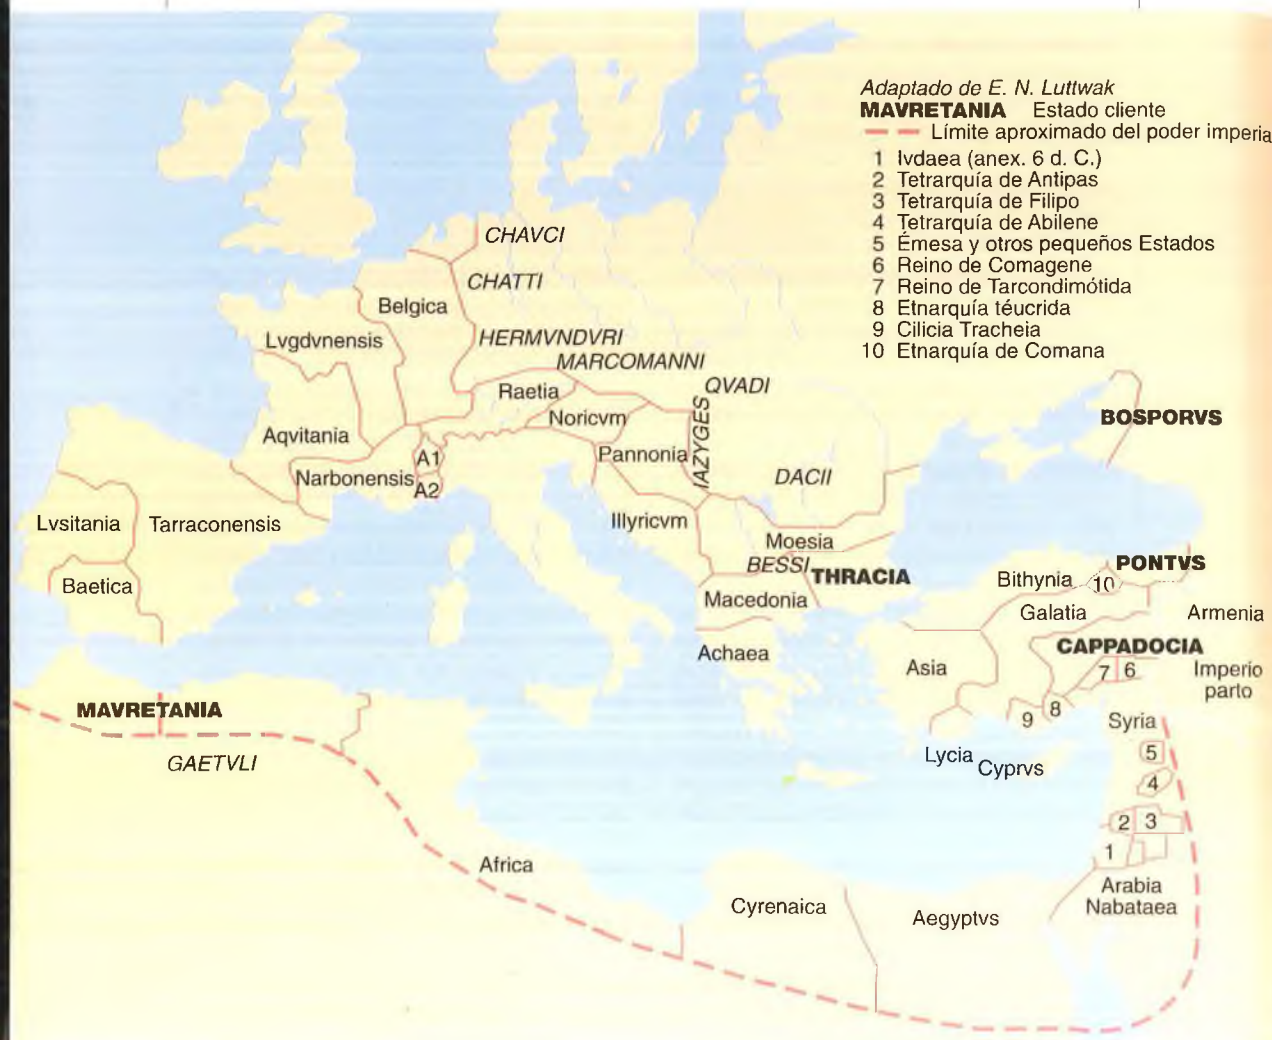 Adaptado de E. N. Luttwak
MAVRETANIA Estado cliente
Límite aproximado del poder imperia
1 Ivdaea (anex. 6 d. C.)
2 Tetrarquía de Antipas
3 Tetrarquía de Filipo
4 Tetrarquía de Abilene
5 Émesa y otros pequeños Estados
6 Reino de Comagene
7 Reino de Tarcondimótida
8 Etnarquía téucrida
9 Cilicia Tracheia
10 Etnarquía de Comana
CHAVCI
CHATTI
Belgica
Lvgdvnensis
HERMVNDVRI
MARCOMANNI
QVADI
Raetia
IAZYGES
Noricvm
BOSPORVS
Aqvitania
Pannonia
A1
Narbonensis
A2
DACII
Lvsitania
Tarraconensis
Illyricvm
Moesia
BESSI
THRACIA
PONTVS
Bithynia
10
Baetica
Macedonia
Galatia
Armenia
Achaea
CAPPADOCIA
Asia
7
6
Imperio
parto
MAVRETANIA
9
8
Syria
GAETVLI
Lycia
Cyprvs
5
4
2
3
1
Africa
Arabia
Nabataea
Cyrenaica
Aegyptvs